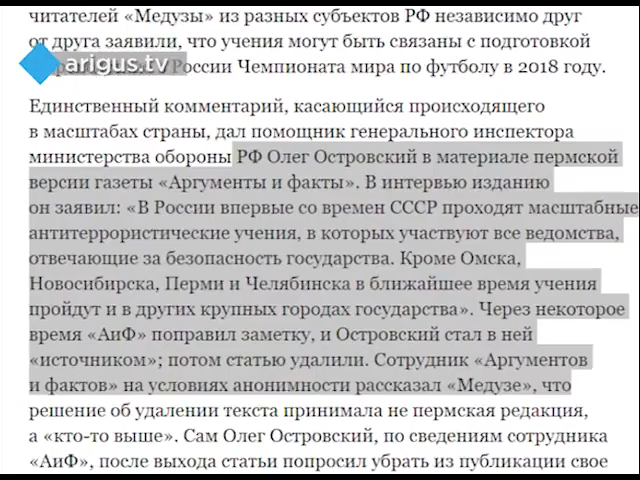 читателей «Медузы» из разных субъектов РФ независимо друг
от друга заявили, что учения могут быть связаны с подготовкой
arigus.tv
России Чемпионата мира по футболу в 2018 году.
Единственный комментарий, касающийся происходящего
в масштабах страны, дал помощник генерального инспектора
министерства обороны РФ Олег Островский в материале пермской
версии газеты «Аргументы и факты». В интервью изданию
он заявил: «В России впервые со времен СССР проходят масштабные
антитеррористические учения, в которых участвуют все ведомства,
отвечающие за безопасность государства. Кроме Омска,
Новосибирска, Перми и Челябинска в ближайшее время учения
пройдут и в других крупных городах государства». Через некоторое
время «АиФ» поправил заметку, и Островский стал в ней
«источником»; потом статью удалили. Сотрудник «Аргументов
и фактов» на условиях анонимности рассказал «Медузе», что
решение об удалении текста принимала не пермская редакция,
а «кто-то выше». Сам Олег Островский, по сведениям сотрудника
«АиФ», после выхода статьи попросил убрать из публикации свое